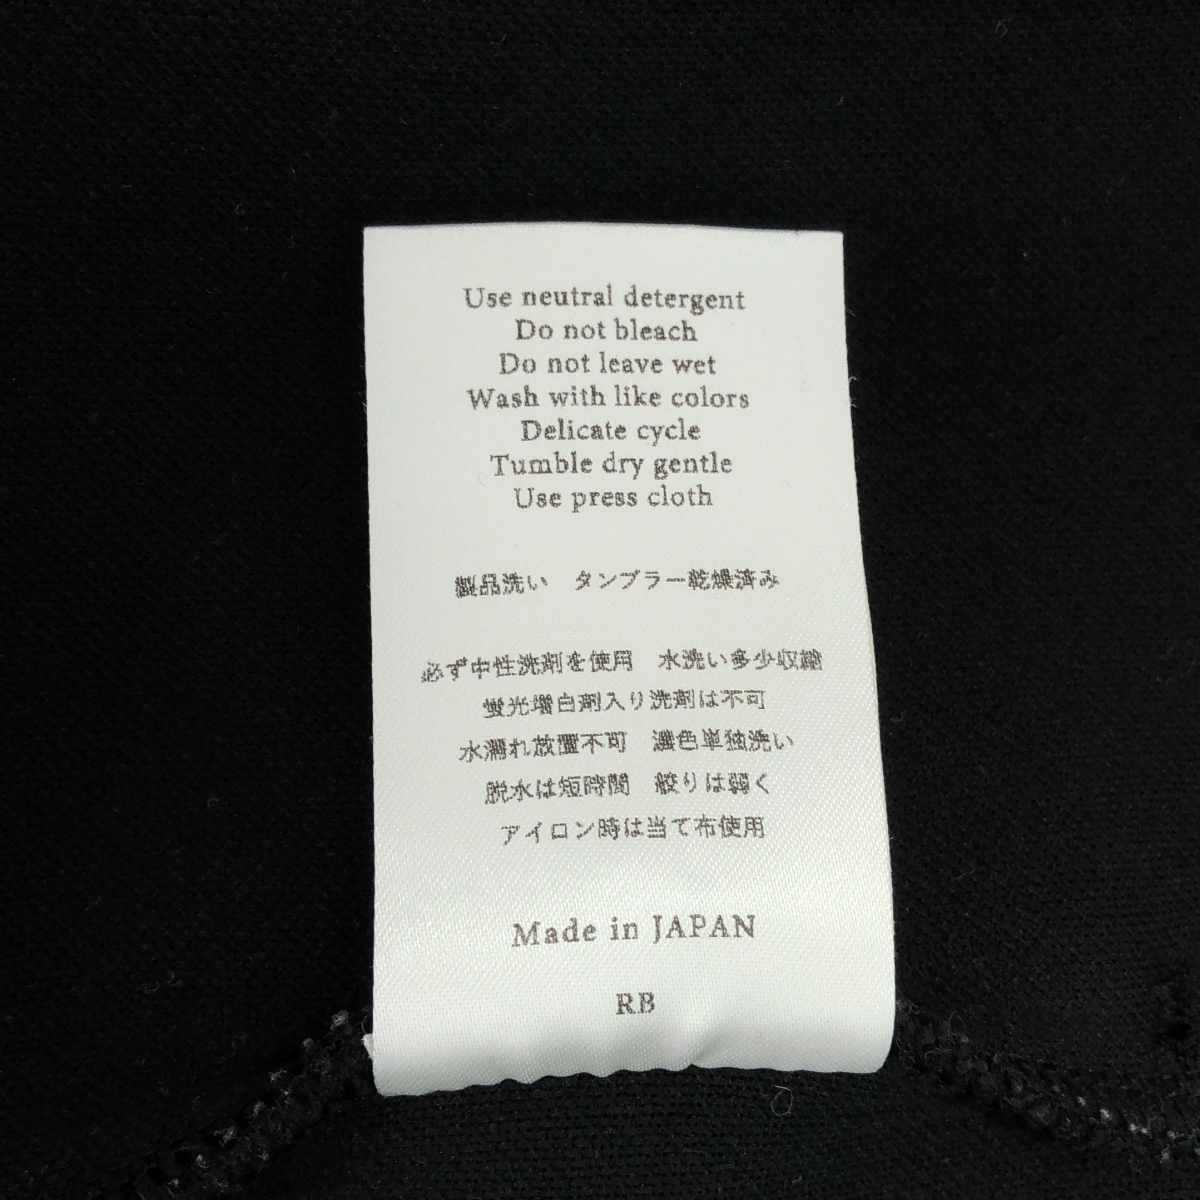 Use neutral detergent
Do not bleach
Do not leave wet
Wash with like colors
Delicate cycle
Tumble dry gentle
Use press cloth
製品洗い　タンブラー乾燥済み
必ず中性洗剤を使用　水洗い多少収縮
蛍光増白剤入り洗剤は不可
水濡れ放置不可　濃色単独洗い
脱水は短時間　絞りは弱く
アイロン時は当て布使用
Made in JAPAN
RB